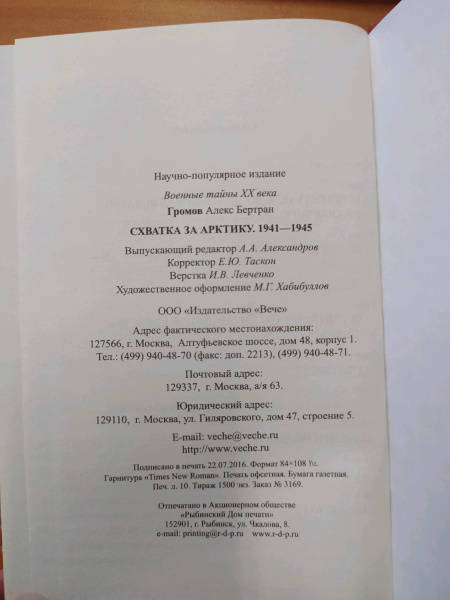 Научно-популярное издание
Военные тайны XX века
Громов Алекс Бертран
СХВАТКА ЗА АРКТИКУ. 1941—1945
Выпускающий редактор А.А. Александров
Корректор Е.Ю. Таскон
Верстка И.В. Левченко
Художественное оформление М.Г. Хабибуллов
ООО «Издательство «Вече»
Адрес фактического местонахождения:
127566, г. Москва, Алтуфьевское шоссе, дом 48, корпус 1.
Тел.: (499) 940-48-70 (факс: доп. 2213), (499) 940-48-71.
Почтовый адрес:
129337, г. Москва, а/я 63.
Юридический адрес:
129110, г. Москва, ул. Гиляровского, дом 47, строение 5.
E-mail: veche@veche.ru
http://www.veche.ru
Подписано в печать 22.07.2016. Формат 84×108 1/32.
Гарнитура «Times New Roman». Печать офсетная. Бумага газетная.
Печ. л. 10. Тираж 1500 экз. Заказ № 3169.
Отпечатано в Акционерном обществе
«Рыбинский Дом печати»
152901, г. Рыбинск, ул. Чкалова, 8.
e-mail: printing@r-d-p.ru www.r-d-p.ru